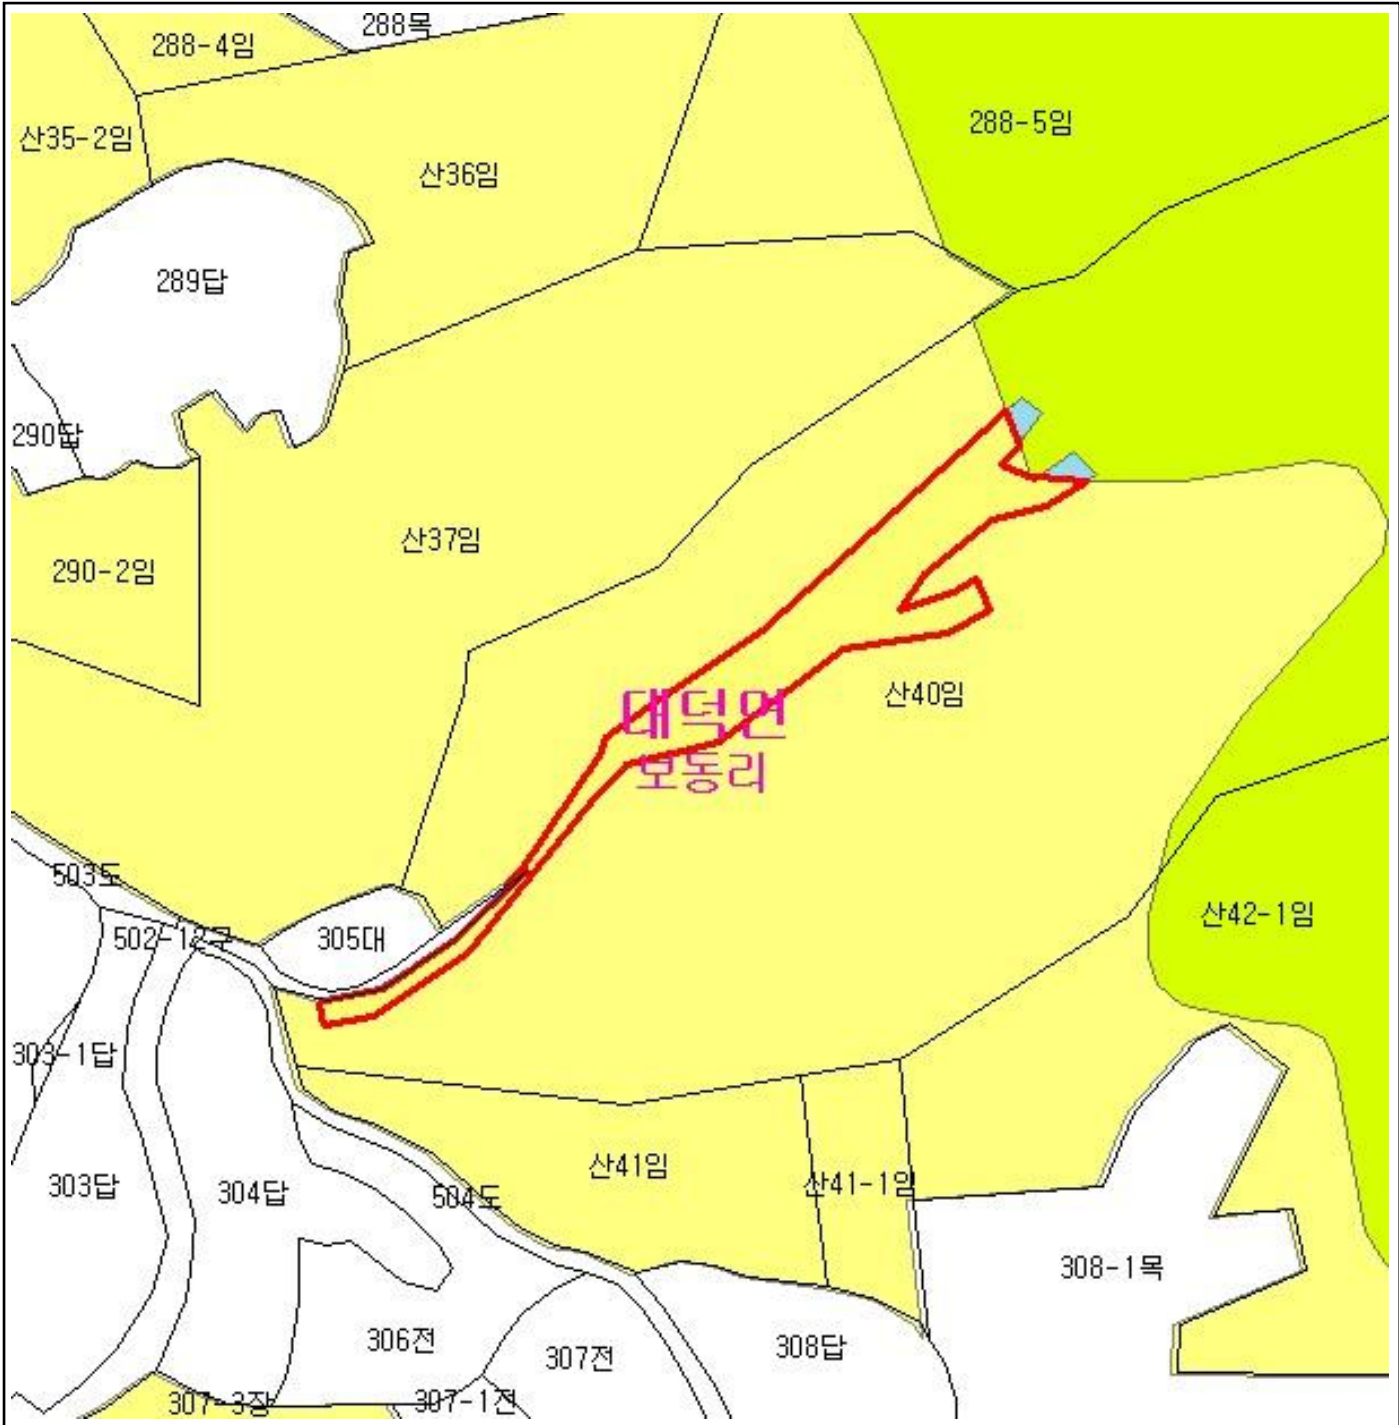 288목
288-4임
288-5임
산35-2임
산36임
289답
290답
산37임
290-2임
산40임
대덕면
보동리
503도
산42-1임
502-12구
305대
303-1답
산41임
산41-1임
303답
304답
504도
308-1목
306전
308답
307전
307-3장
307-1전